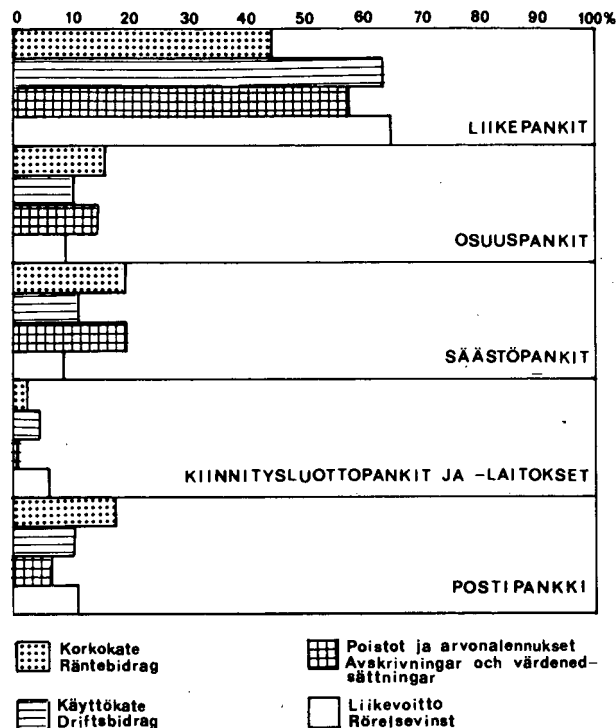 0 10 20 30 40 50 60 70 80 90 100%
LIIKEPANKIT
OSUUSPANKIT
SÄÄSTÖPANKIT
KIINNITYSLUOTTOPANKIT JA -LAITOKSET
POSTIPANKKI
Korkokate
Räntebidrag
Poistot ja arvonalennukset
Avskrivningar och värdened-
sättningar
Käyttökate
Driftsbidrag
Liikevoitto
Rörelsevinst